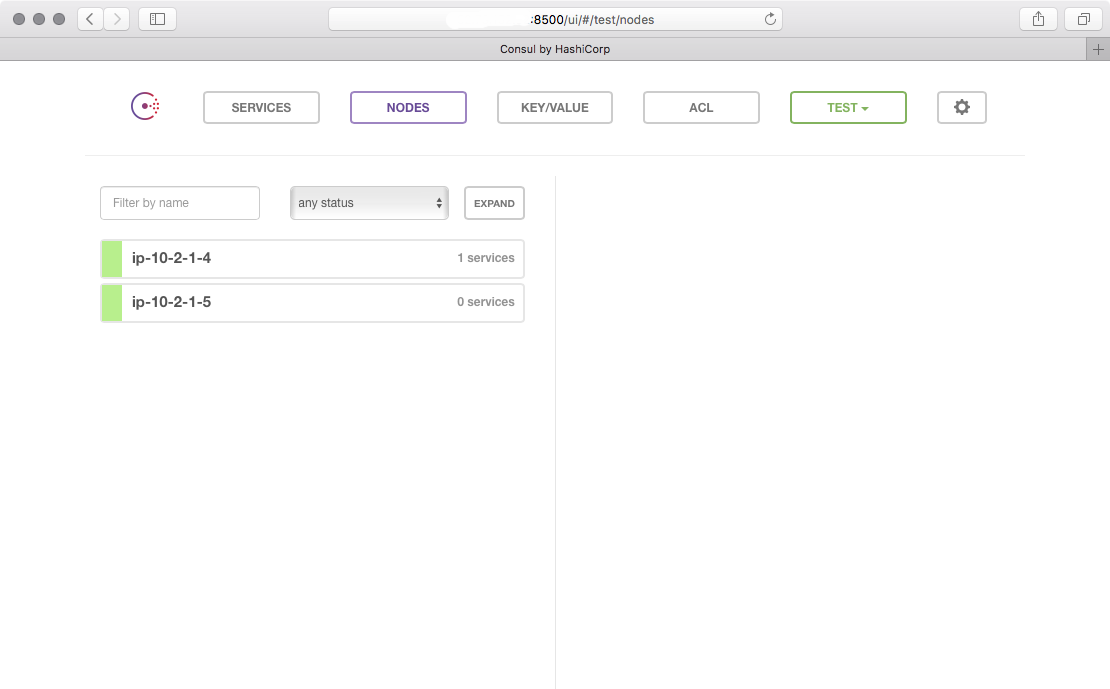 :8500/ui/#/test/nodes
Consul by HashiCorp
SERVICES NODES KEY/VALUE ACL TEST
Filter by name any status EXPAND
ip-10-2-1-4 1 services
ip-10-2-1-5 0 services